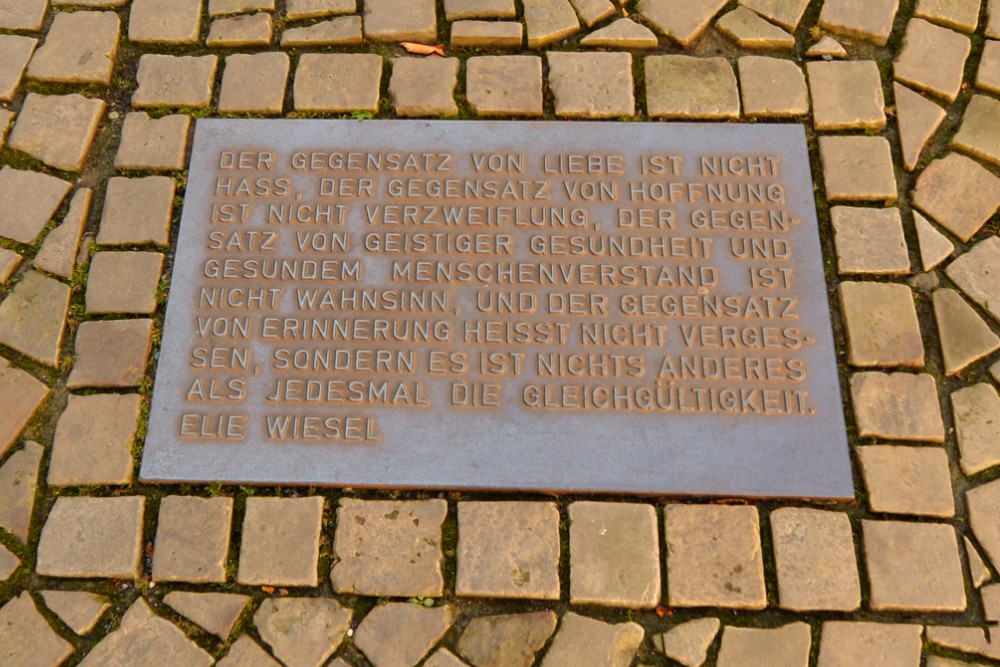 DER GEGENSATZ VON LIEBE IST NICHT
HASS, DER GEGENSATZ VON HOFFNUNG
IST NICHT VERZWEIFLUNG, DER GEGEN-
SATZ VON GEISTIGER GESUNDHEIT UND
GESUNDEM MENSCHENVERSTAND IST
NICHT WAHNSINN, UND DER GEGENSATZ
VON ERINNERUNG HEISST NICHT VERGES-
SEN, SONDERN ES IST NICHTS ANDERES
ALS JEDESMAL DIE GLEICHGÜLTIGKEIT.
ELIE WIESEL